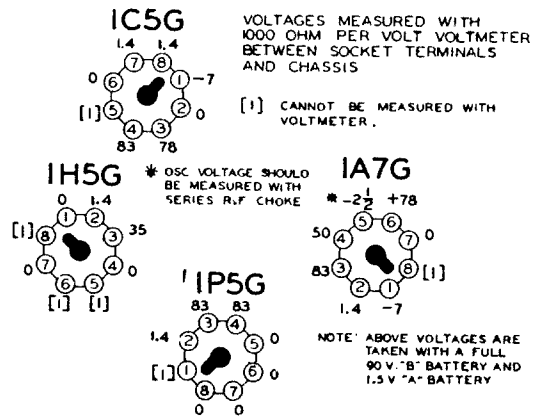 1C5G
VOLTAGES MEASURED WITH
1000 OHM PER VOLT VOLTMETER
BETWEEN SOCKET TERMINALS
AND CHASSIS
[1] CANNOT BE MEASURED WITH
VOLTMETER.
1.4 1.4
7 8
0 6 1 -7
[1] 5 2 0
4 3
83 78
1H5G
* OSC VOLTAGE SHOULD
BE MEASURED WITH
SERIES R.F CHOKE
0 1.4
1 2
[1] 8 3 35
0 7 4 0
6 5
[1] [1]
1A7G
* -2 1/2 +78
5 6
50 4 7 0
83 3 8 [1]
2 1
1.4 -7
1P5G
83 83
3 4
1.4 2 5 0
[1] 1 6 0
8 7
0 0
NOTE' ABOVE VOLTAGES ARE
TAKEN WITH A FULL
90 V. "B" BATTERY AND
1.5 V "A" BATTERY